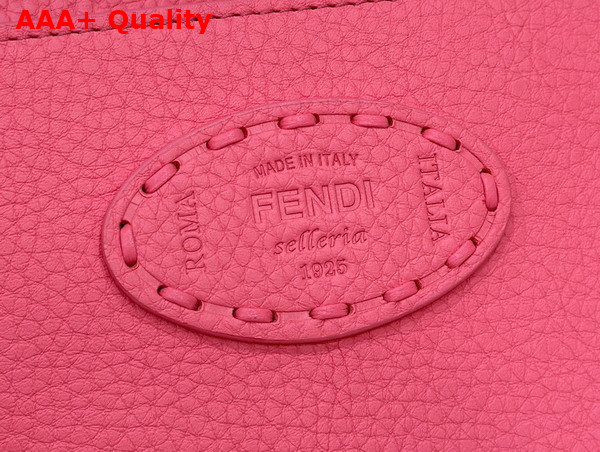 AAA+ Quality
MADE IN ITALY
FENDI
selleria
1925
ROMA
ITALIA